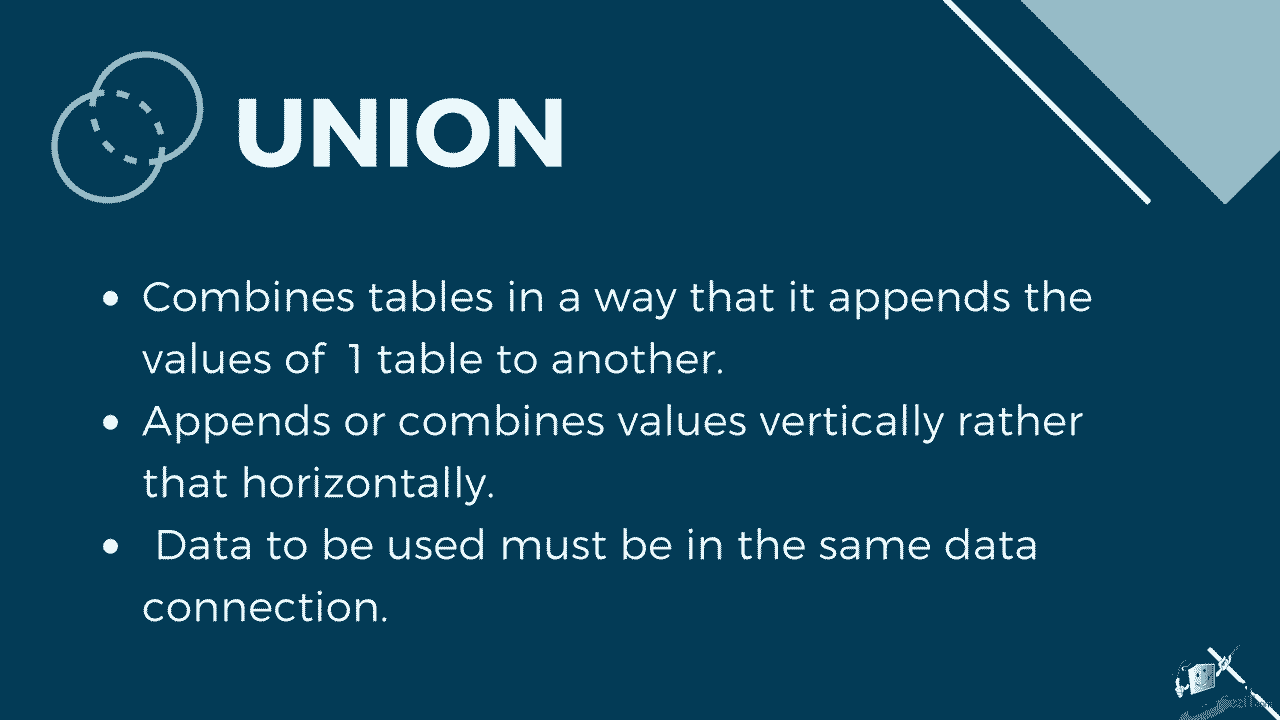 UNION
• Combines tables in a way that it appends the
values of 1 table to another.
• Appends or combines values vertically rather
that horizontally.
• Data to be used must be in the same data
connection.